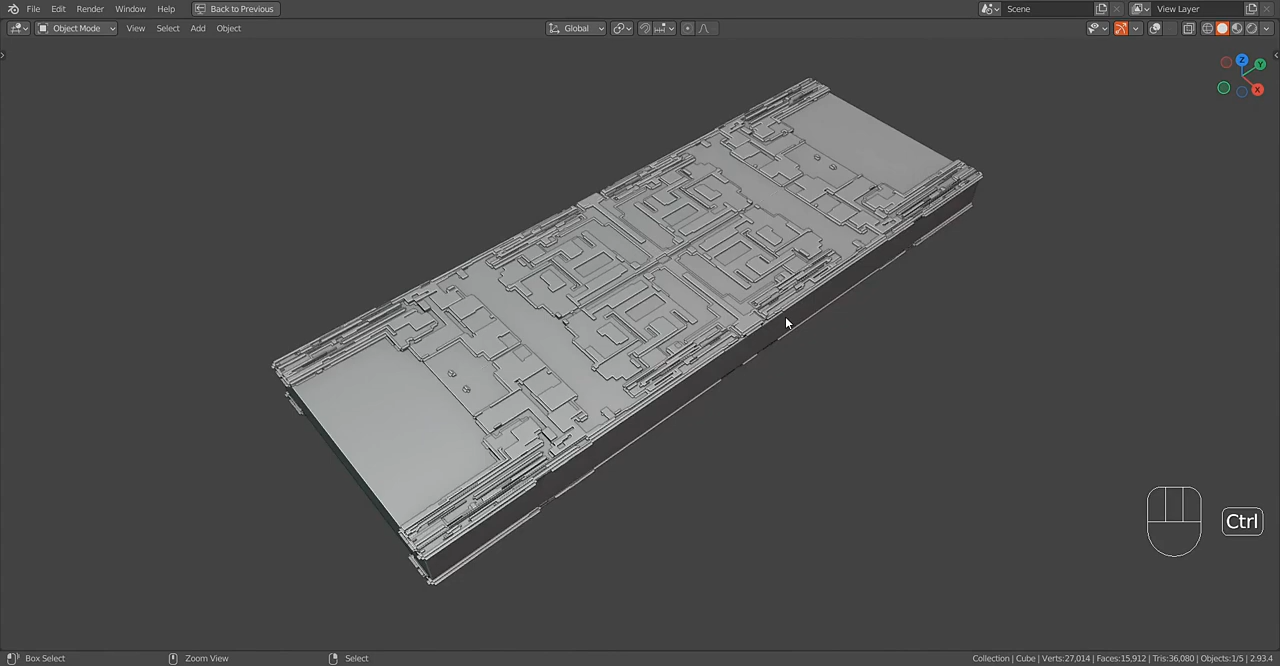 File Edit Render Window Help Back to Previous Scene View Layer
Object Mode View Select Add Object Global
Z
Y
X
Ctrl
Box Select Zoom View Select Collection | Cube | Verts:27,014 | Faces:15,912 | Tris:36,080 | Objects:1/5 | 2.93.4